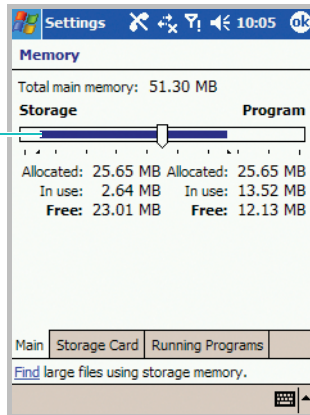 Settings 10:05 ok
Memory
Total main memory: 51.30 MB
Storage Program
Allocated: 25.65 MB Allocated: 25.65 MB
In use: 2.64 MB In use: 13.52 MB
Free: 23.01 MB Free: 12.13 MB
Main Storage Card Running Programs
Find large files using storage memory.